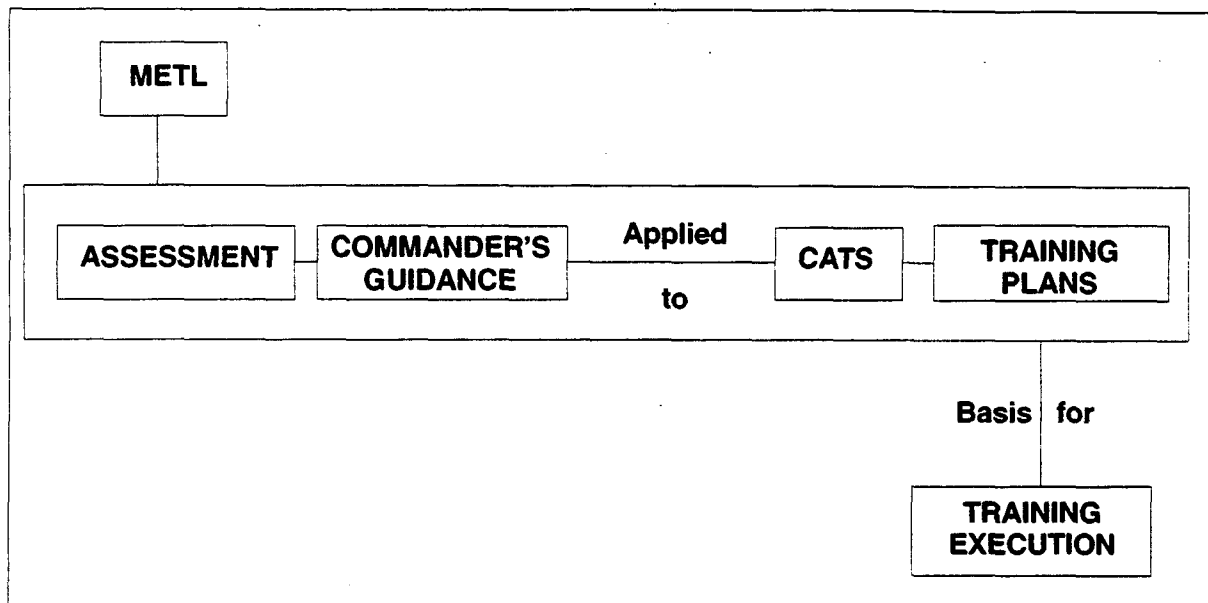 METL
ASSESSMENT
COMMANDER'S
GUIDANCE
Applied
to
CATS
TRAINING
PLANS
Basis for
TRAINING
EXECUTION